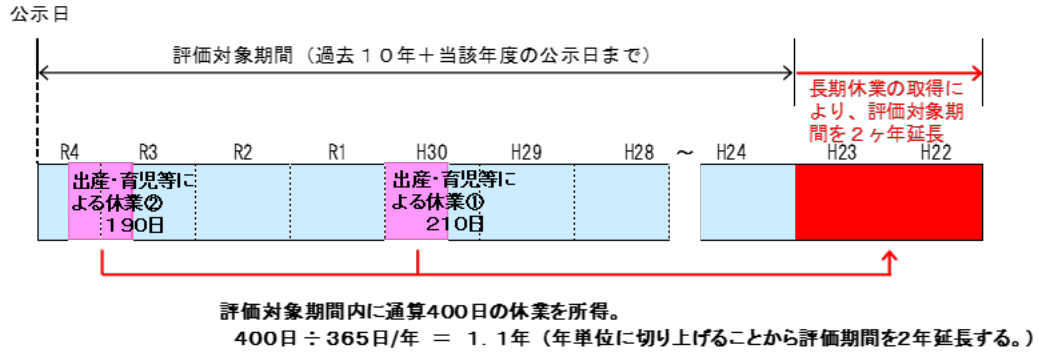 公示日
評価対象期間（過去１０年＋当該年度の公示日まで）
長期休業の取得に
より、評価対象期
間を２ヶ年延長
R4 R3 R2 R1 H30 H29 H28 ～ H24 H23 H22
出産・育児等に
よる休業②
190日
出産・育児等に
よる休業①
210日
評価対象期間内に通算400日の休業を所得。
400日÷365日/年 ＝ 1.1年（年単位に切り上げることから評価期間を2年延長する。）